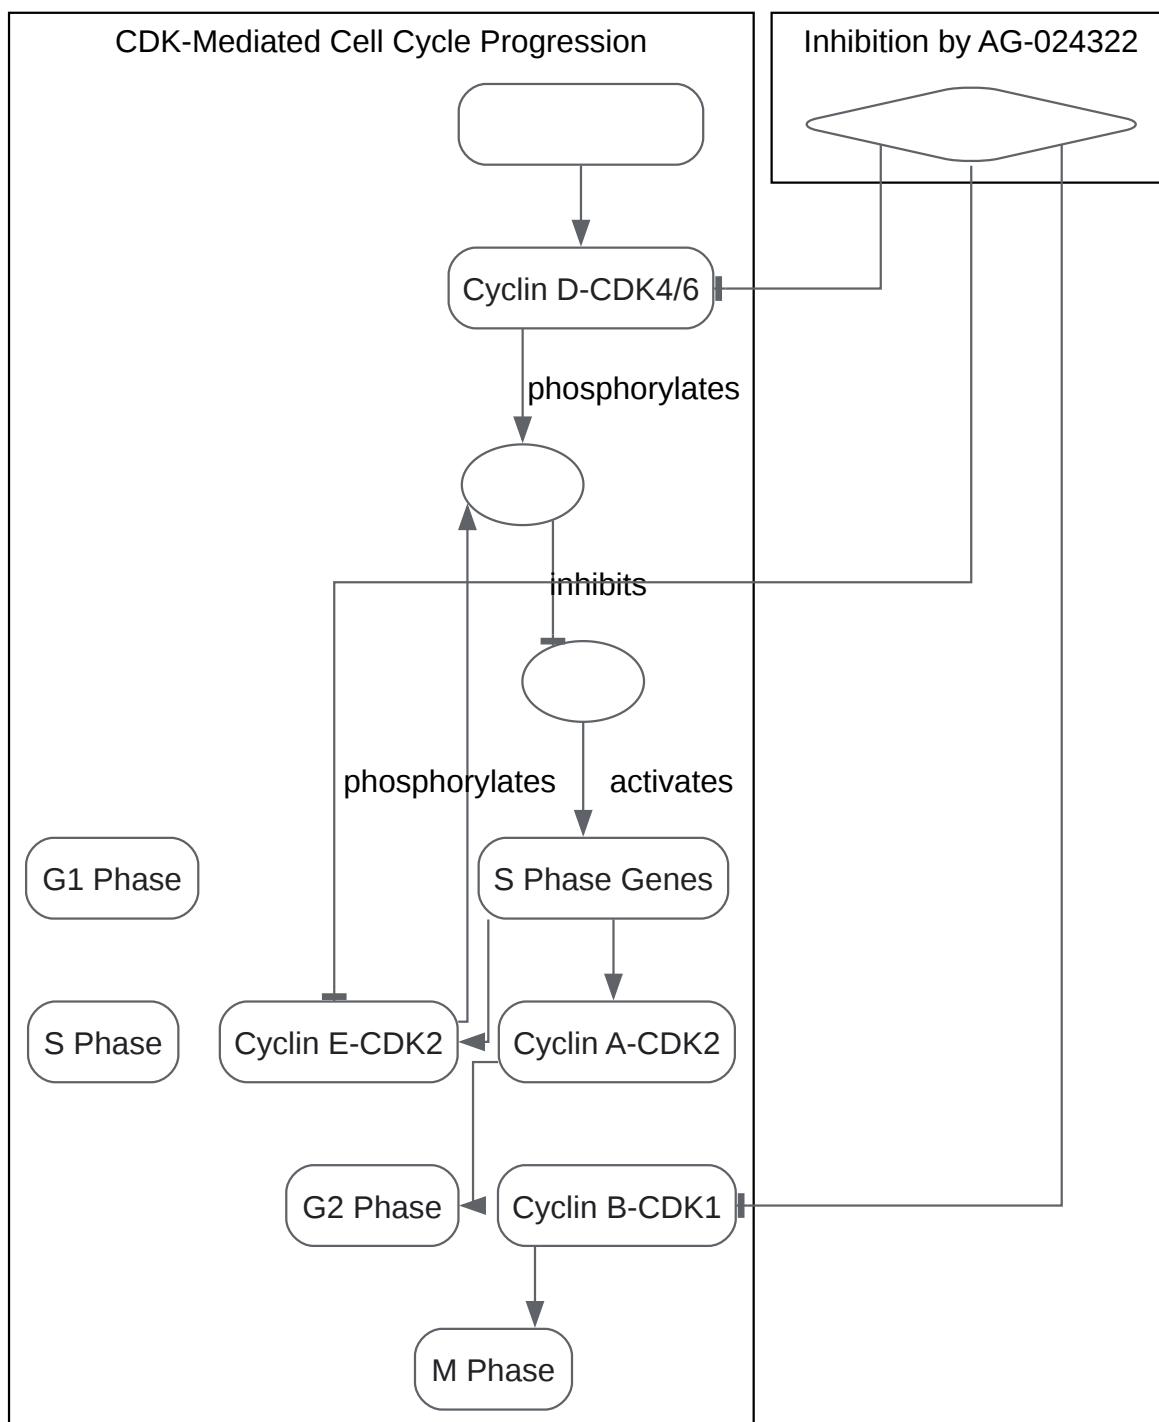 CDK-Mediated Cell Cycle Progression
Inhibition by AG-024322
Cyclin D-CDK4/6
phosphorylates
inhibits
phosphorylates
activates
G1 Phase
S Phase Genes
S Phase
Cyclin E-CDK2
Cyclin A-CDK2
G2 Phase
Cyclin B-CDK1
M Phase